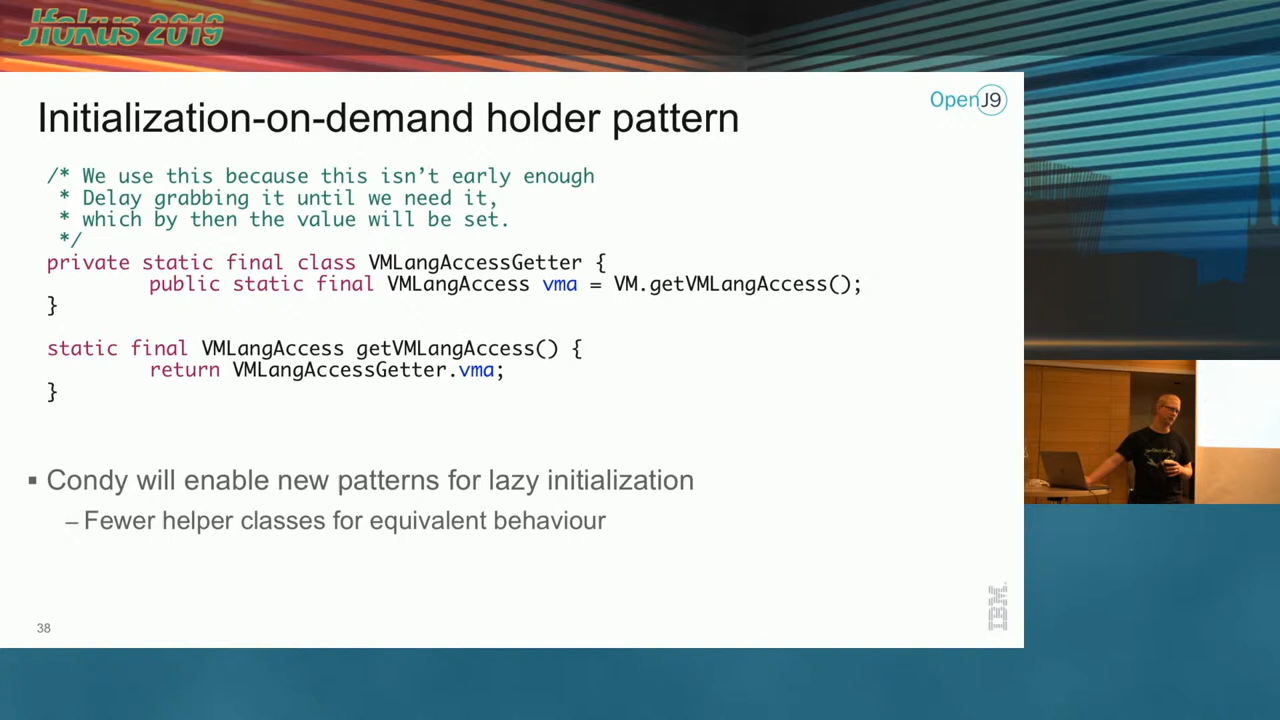 Jfokus 2019
OpenJ9
Initialization-on-demand holder pattern
/* We use this because this isn't early enough
* Delay grabbing it until we need it,
* which by then the value will be set.
*/
private static final class VMLangAccessGetter {
public static final VMLangAccess vma = VM.getVMLangAccess();
}
static final VMLangAccess getVMLangAccess() {
return VMLangAccessGetter.vma;
}
▪ Condy will enable new patterns for lazy initialization
– Fewer helper classes for equivalent behaviour
IBM
38